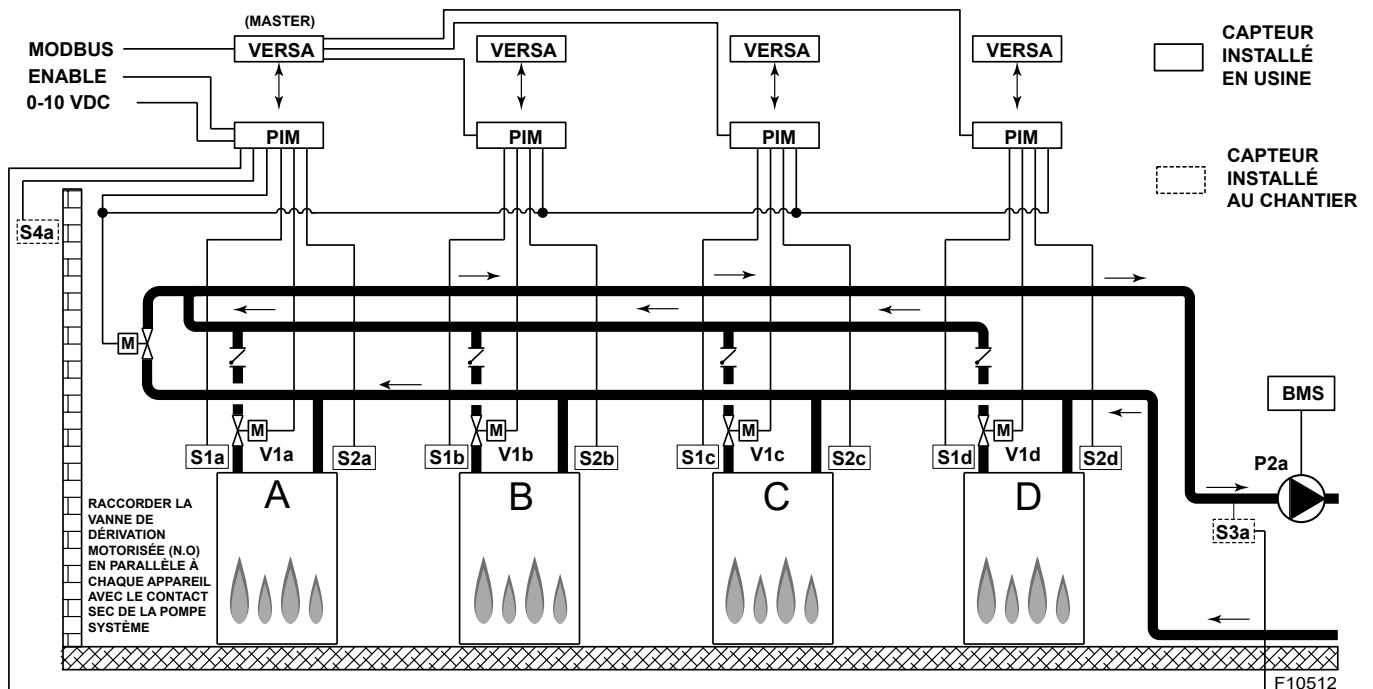 (MASTER)
MODBUS
VERSA
VERSA
VERSA
VERSA
ENABLE
0-10 VDC
PIM
PIM
PIM
PIM
CAPTEUR
INSTALLÉ
EN USINE
CAPTEUR
INSTALLÉ
AU CHANTIER
S4a
M
BMS
M
M
M
M
S1a
V1a
S2a
S1b
V1b
S2b
S1c
V1c
S2c
S1d
V1d
S2d
P2a
A
B
C
D
S3a
RACCORDER LA
VANNE DE
DÉRIVATION
MOTORISÉE (N.O)
EN PARALLÈLE À
CHAQUE APPAREIL
AVEC LE CONTACT
SEC DE LA POMPE
SYSTÈME
F10512